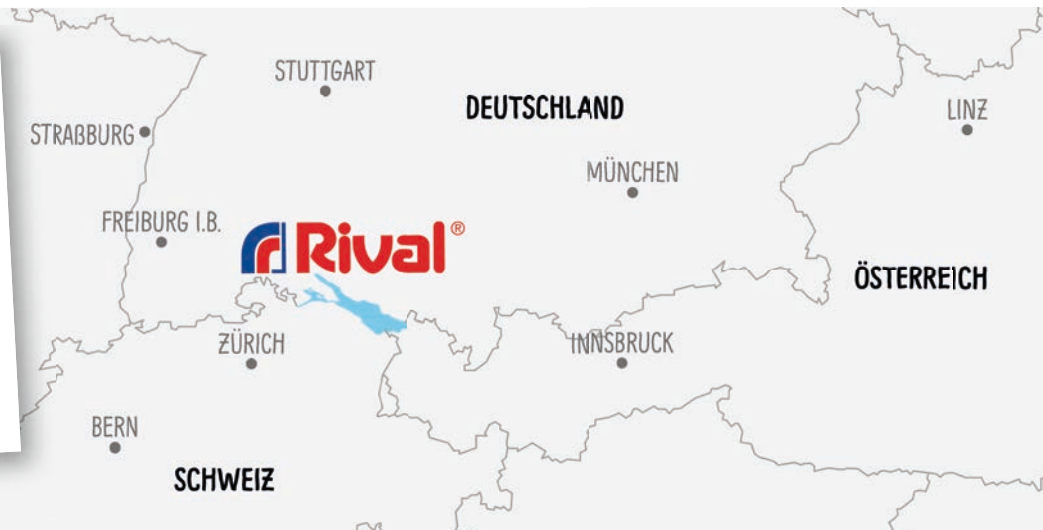 STUTTGART
DEUTSCHLAND
LINZ
STRAßBURG
MÜNCHEN
FREIBURG I.B.
Rival®
ÖSTERREICH
ZÜRICH
INNSBRUCK
BERN
SCHWEIZ